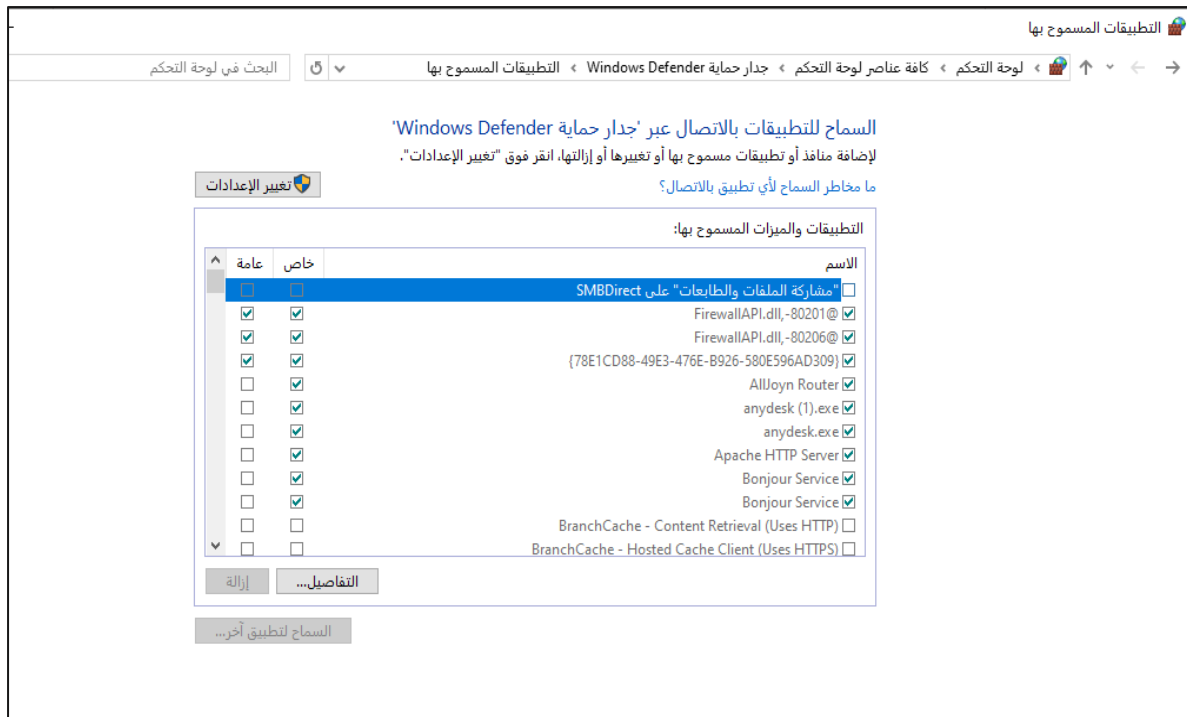 التطبيقات المسموح بها
لوحة التحكم › كافة عناصر لوحة التحكم › جدار حماية Windows Defender › التطبيقات المسموح بها
البحث في لوحة التحكم
السماح للتطبيقات بالاتصال عبر 'جدار حماية Windows Defender'
لإضافة منافذ أو تطبيقات مسموح بها أو تغييرها أو إزالتها، انقر فوق "تغيير الإعدادات".
ما مخاطر السماح لأي تطبيق بالاتصال؟
تغيير الإعدادات
التطبيقات والميزات المسموح بها:
الاسم خاص عامة
"مشاركة الملفات والطابعات" على SMBDirect
FirewallAPI.dll,-80201@
FirewallAPI.dll,-80206@
{78E1CD88-49E3-476E-B926-580E596AD309}
AllJoyn Router
anydesk (1).exe
anydesk.exe
Apache HTTP Server
Bonjour Service
Bonjour Service
BranchCache - Content Retrieval (Uses HTTP)
BranchCache - Hosted Cache Client (Uses HTTPS)
التفاصيل... إزالة
السماح لتطبيق آخر...